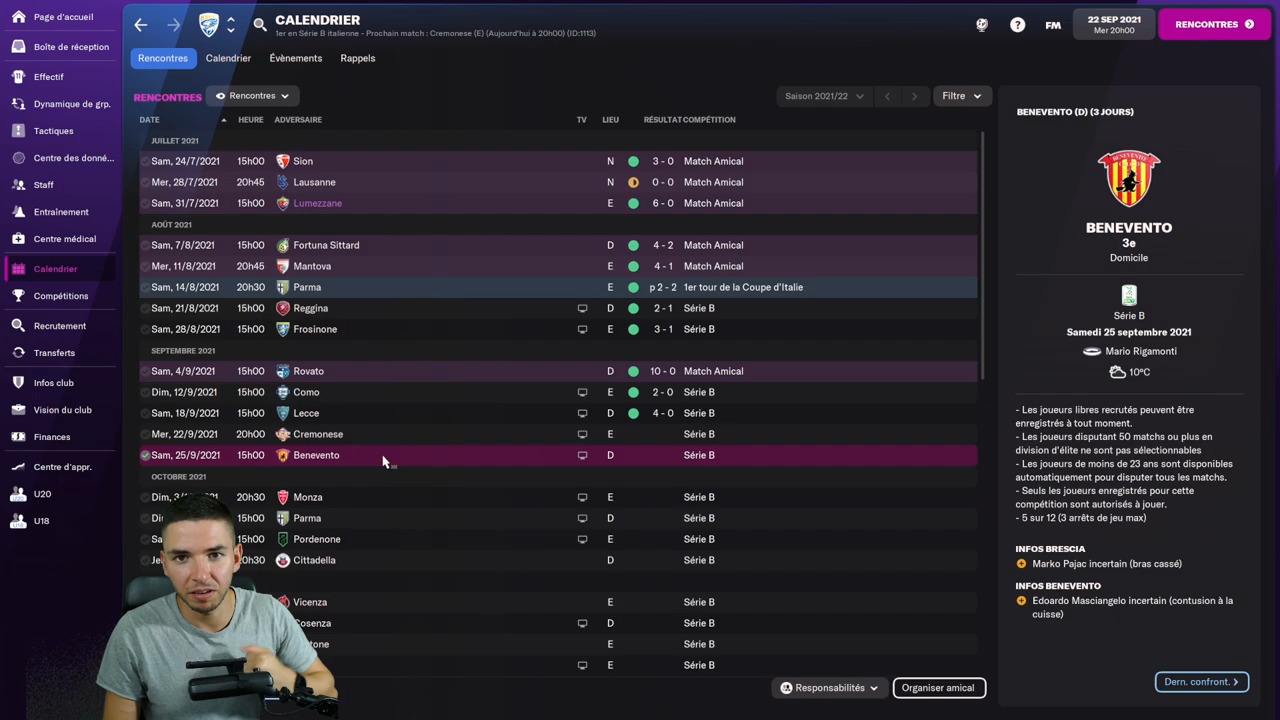 Page d'accueil
Boîte de réception
Effectif
Dynamique de grp.
Tactiques
Centre des donné...
Staff
Entraînement
Centre médical
Calendrier
Compétitions
Recrutement
Transferts
Infos club
Vision du club
Finances
Centre d'appr.
U20
U18
CALENDRIER
1er en Série B italienne - Prochain match : Cremonese (E) (Aujourd'hui à 20h00) (ID:1113)
FM
22 SEP 2021
Mer 20h00
RENCONTRES
Rencontres Calendrier Évènements Rappels
RENCONTRES Rencontres Saison 2021/22 Filtre
DATE HEURE ADVERSAIRE TV LIEU RÉSULTAT COMPÉTITION
JUILLET 2021
Sam, 24/7/2021 15h00 Sion N 3 - 0 Match Amical
Mer, 28/7/2021 20h45 Lausanne N 0 - 0 Match Amical
Sam, 31/7/2021 15h00 Lumezzane E 6 - 0 Match Amical
AOÛT 2021
Sam, 7/8/2021 15h00 Fortuna Sittard D 4 - 2 Match Amical
Mer, 11/8/2021 20h45 Mantova E 4 - 1 Match Amical
Sam, 14/8/2021 20h30 Parma E p 2 - 2 1er tour de la Coupe d'Italie
Sam, 21/8/2021 15h00 Reggina D 2 - 1 Série B
Sam, 28/8/2021 15h00 Frosinone E 3 - 1 Série B
SEPTEMBRE 2021
Sam, 4/9/2021 15h00 Rovato D 10 - 0 Match Amical
Dim, 12/9/2021 15h00 Como E 2 - 0 Série B
Sam, 18/9/2021 15h00 Lecce D 4 - 0 Série B
Mer, 22/9/2021 20h00 Cremonese E Série B
Sam, 25/9/2021 15h00 Benevento D Série B
OCTOBRE 2021
Dim, 20h30 Monza E Série B
15h00 Parma D Série B
15h00 Pordenone E Série B
Cittadella D Série B
Vicenza E Série B
Cosenza D Série B
E Série B
E Série B
Responsabilités Organiser amical
BENEVENTO (D) (3 JOURS)
BENEVENTO
BENEVENTO
3e
Domicile
Série B
Samedi 25 septembre 2021
Mario Rigamonti
10°C
- Les joueurs libres recrutés peuvent être
enregistrés à tout moment.
- Les joueurs disputant 50 matchs ou plus en
division d'élite ne sont pas sélectionnables
- Les joueurs de moins de 23 ans sont disponibles
automatiquement pour disputer tous les matchs.
- Seuls les joueurs enregistrés pour cette
compétition sont autorisés à jouer.
- 5 sur 12 (3 arrêts de jeu max)
INFOS BRESCIA
Marko Pajac incertain (bras cassé)
INFOS BENEVENTO
Edoardo Masciangelo incertain (contusion à la
cuisse)
Dern. confront.